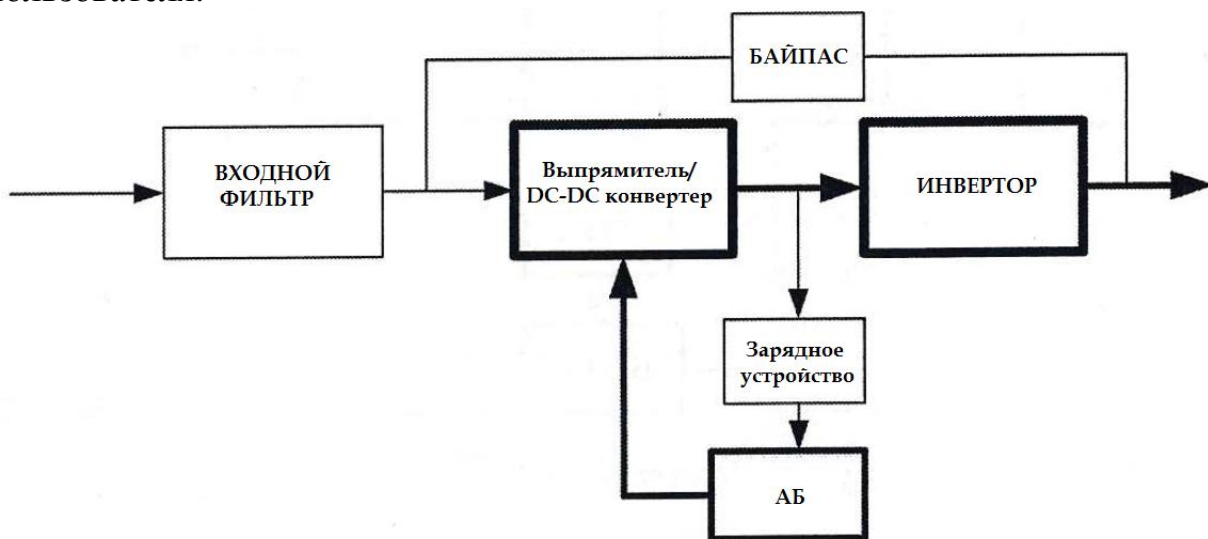 БАЙПАС
ВХОДНОЙ
ФИЛЬТР
Выпрямитель/
DC-DC конвертер
ИНВЕРТОР
Зарядное
устройство
АБ